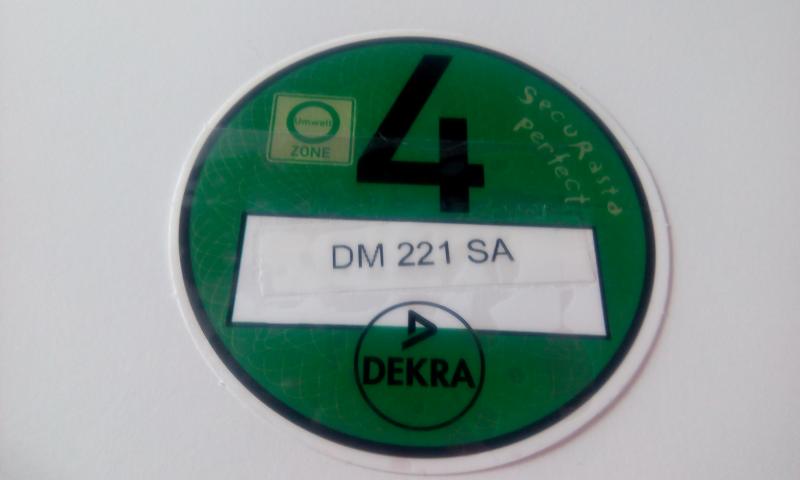 4
Umwelt
ZONE
SecuRasta
Perfect
DM 221 SA
DEKRA